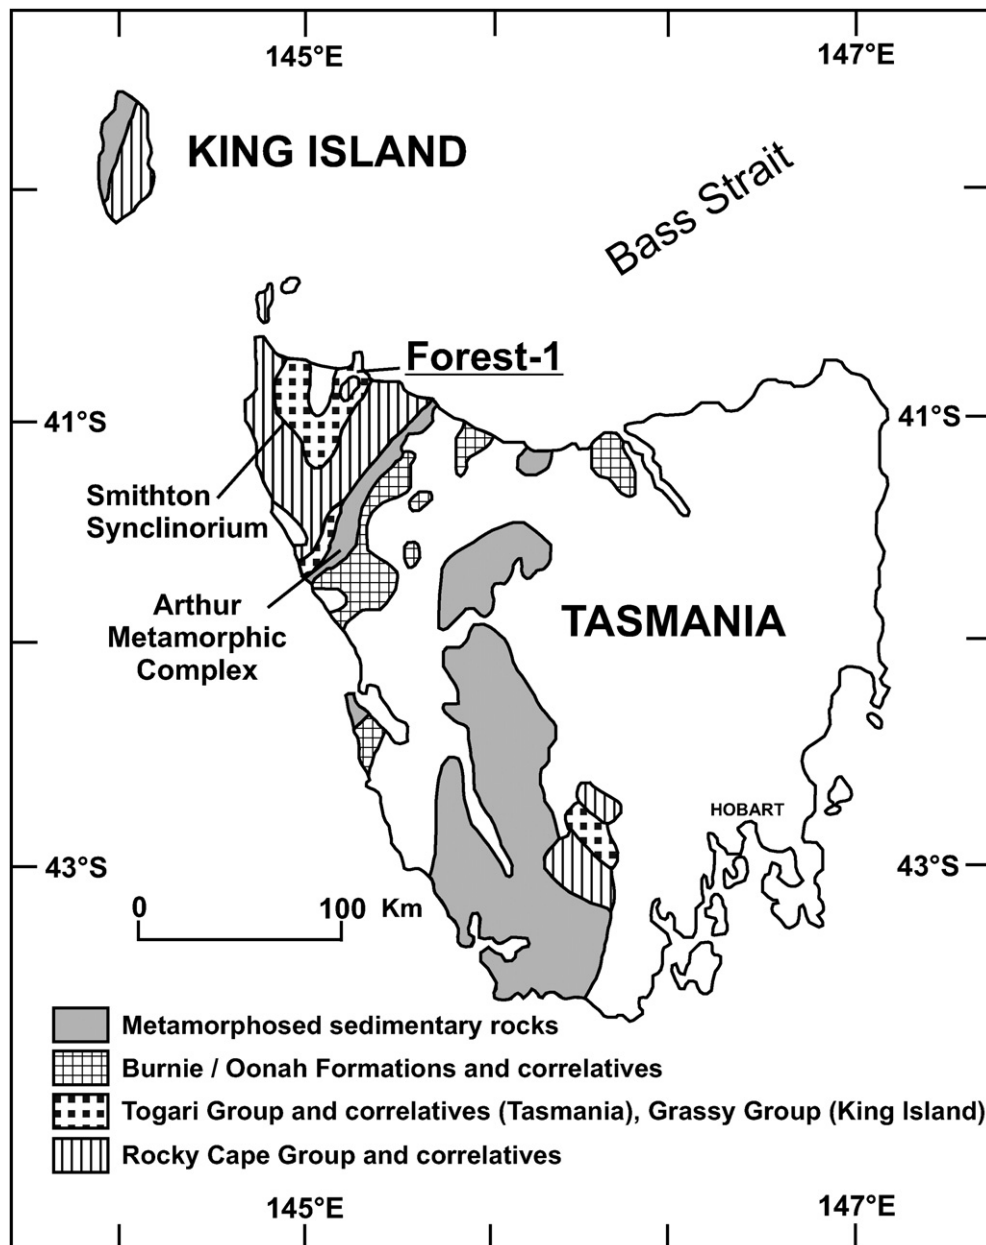 145°E
147°E
KING ISLAND
Bass Strait
Forest-1
41°S
41°S
Smithton
Synclinorium
Arthur
Metamorphic
Complex
TASMANIA
HOBART
43°S
43°S
0
100 Km
Metamorphosed sedimentary rocks
Burnie / Oonah Formations and correlatives
Togari Group and correlatives (Tasmania), Grassy Group (King Island)
Rocky Cape Group and correlatives
145°E
147°E